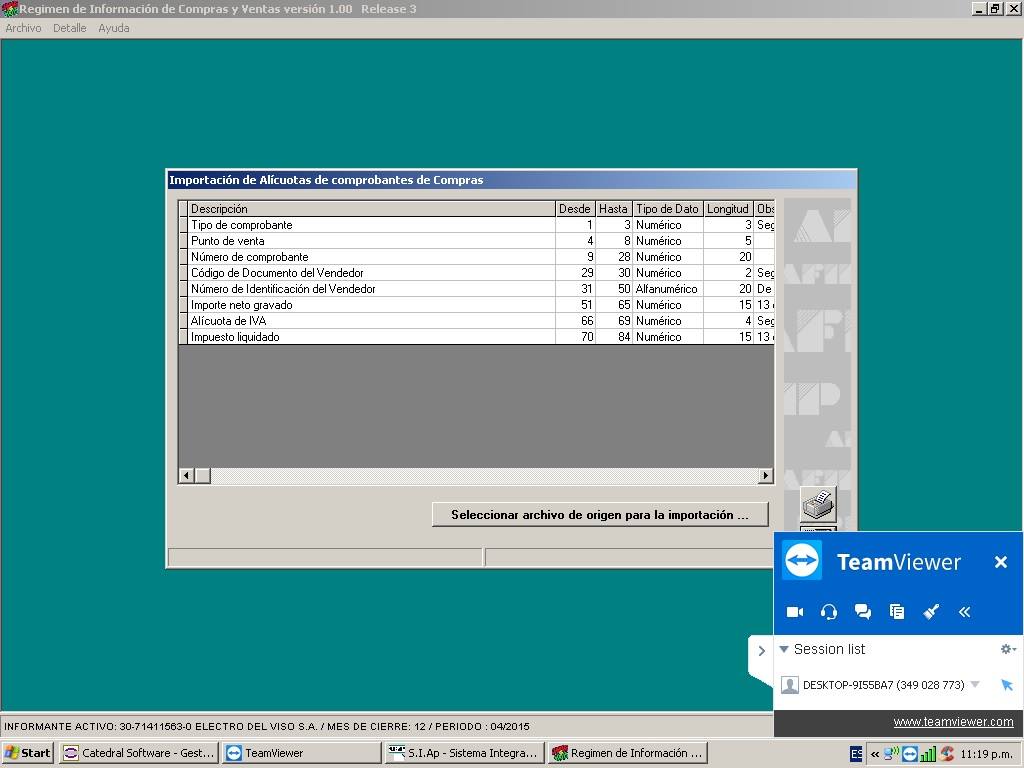 Regimen de Información de Compras y Ventas versión 1.00 Release 3
Archivo Detalle Ayuda
Importación de Alícuotas de comprobantes de Compras
Descripción Desde Hasta Tipo de Dato Longitud Obs
Tipo de comprobante 1 3 Numérico 3 Seg
Punto de venta 4 8 Numérico 5
Número de comprobante 9 28 Numérico 20
Código de Documento del Vendedor 29 30 Numérico 2 Seg
Número de Identificación del Vendedor 31 50 Alfanumérico 20 De
Importe neto gravado 51 65 Numérico 15 13
Alícuota de IVA 66 69 Numérico 4 Seg
Impuesto liquidado 70 84 Numérico 15 13
Seleccionar archivo de origen para la importación ...
TeamViewer
Session list
DESKTOP-9I55BA7 (349 028 773)
www.teamviewer.com
INFORMANTE ACTIVO: 30-71411563-0 ELECTRO DEL VISO S.A. / MES DE CIERRE: 12 / PERIODO : 04/2015
Start Catedral Software - Gest... TeamViewer S.I.Ap - Sistema Integra... Regimen de Información ... ES 11:19 p.m.